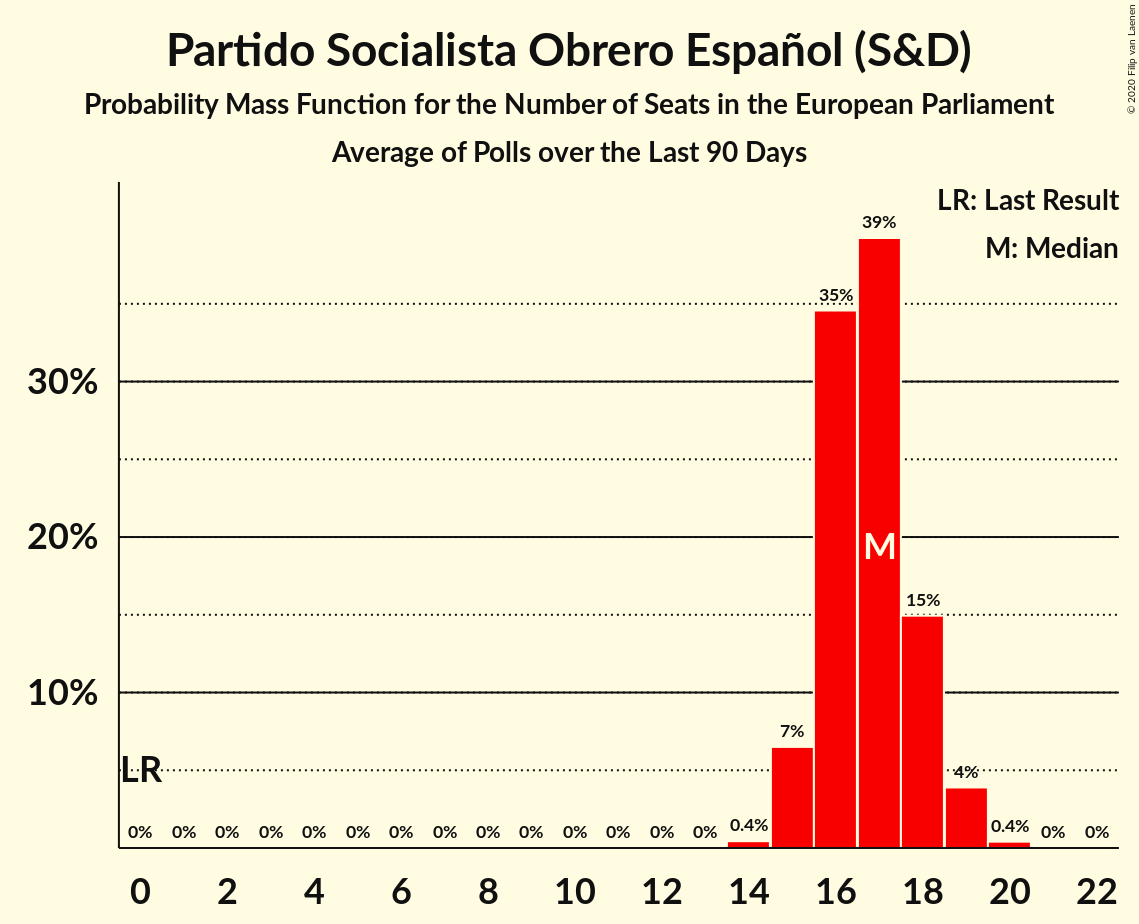 Partido Socialista Obrero Español (S&D)
Probability Mass Function for the Number of Seats in the European Parliament
Average of Polls over the Last 90 Days
© 2020 Filip van Laenen
LR: Last Result
M: Median
39%
35%
30%
20%
M
15%
10%
7%
LR
4%
0% 0% 0% 0% 0% 0% 0% 0% 0% 0% 0% 0% 0% 0% 0.4% 0.4% 0% 0%
0 2 4 6 8 10 12 14 16 18 20 22